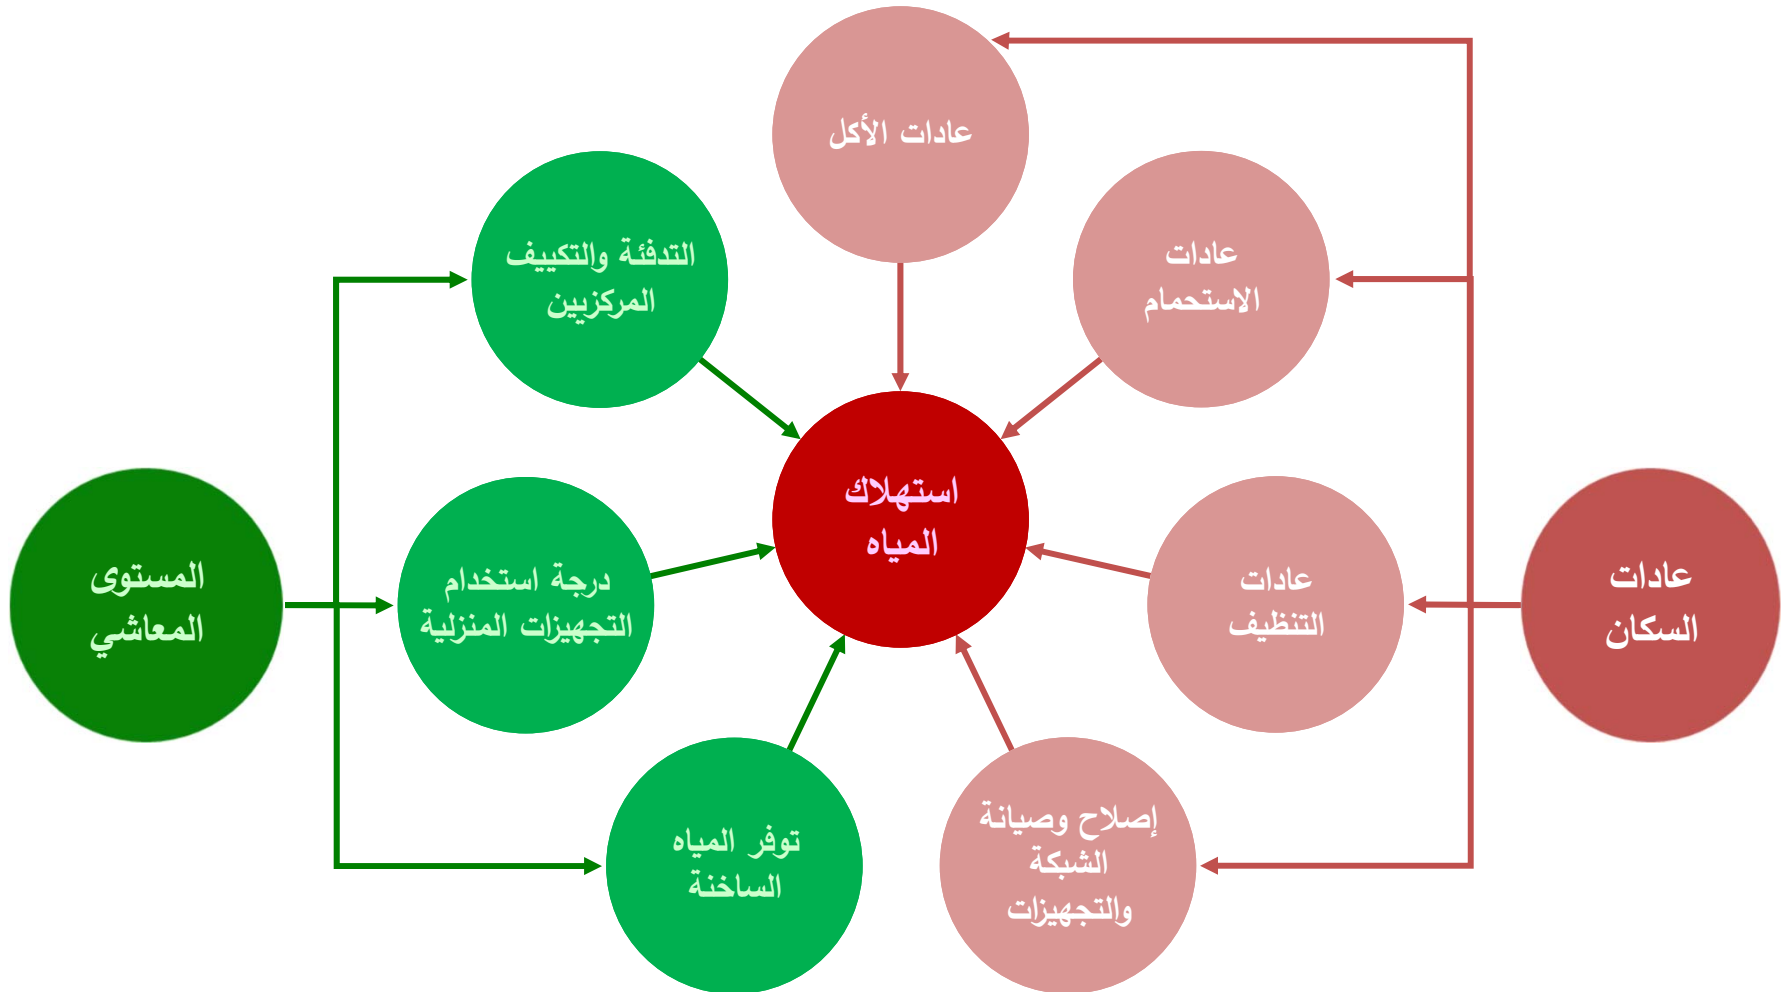 عادات الأكل
عادات
الاستحمام
التدفئة والتكييف
المركزيين
استهلاك
المياه
عادات
السكان
عادات
التنظيف
درجة استخدام
التجهيزات المنزلية
المستوى
المعاشي
إصلاح وصيانة
الشبكة
والتجهيزات
توفر المياه
الساخنة